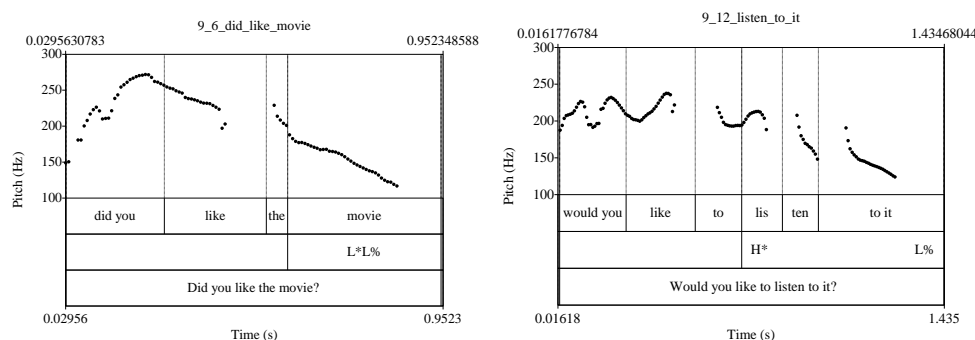 9_6_did_like_movie
0.0295630783 0.952348588
300
250
200
150
100
Pitch (Hz)
did you like the movie
L*L%
Did you like the movie?
0.02956 0.9523
Time (s)
9_12_listen_to_it
0.0161776784 1.43468044
300
250
200
150
100
Pitch (Hz)
would you like to lis ten to it
H* L%
Would you like to listen to it?
0.01618 1.435
Time (s)